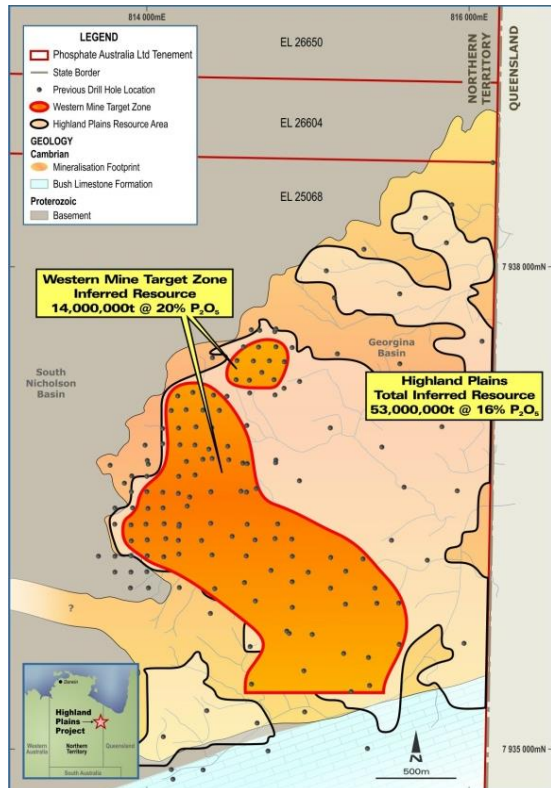 814 000mE
816 000mE
LEGEND
Phosphate Australia Ltd Tenement
State Border
Previous Drill Hole Location
Western Mine Target Zone
Highland Plains Resource Area
GEOLOGY
Cambrian
Mineralisation Footprint
Bush Limestone Formation
Proterozoic
Basement
EL 26650
NORTHERN
TERRITORY
QUEENSLAND
EL 26604
EL 25068
7 938 000mN
Western Mine Target Zone
Inferred Resource
14,000,000t @ 20% P₂O₅
Georgina
Basin
South
Nicholson
Basin
Highland Plains
Total Inferred Resource
53,000,000t @ 16% P₂O₅
?
Darwin
Highland
Plains
Project
Western
Australia
Northern
Territory
Queensland
South Australia
N
500m
7 935 000mN